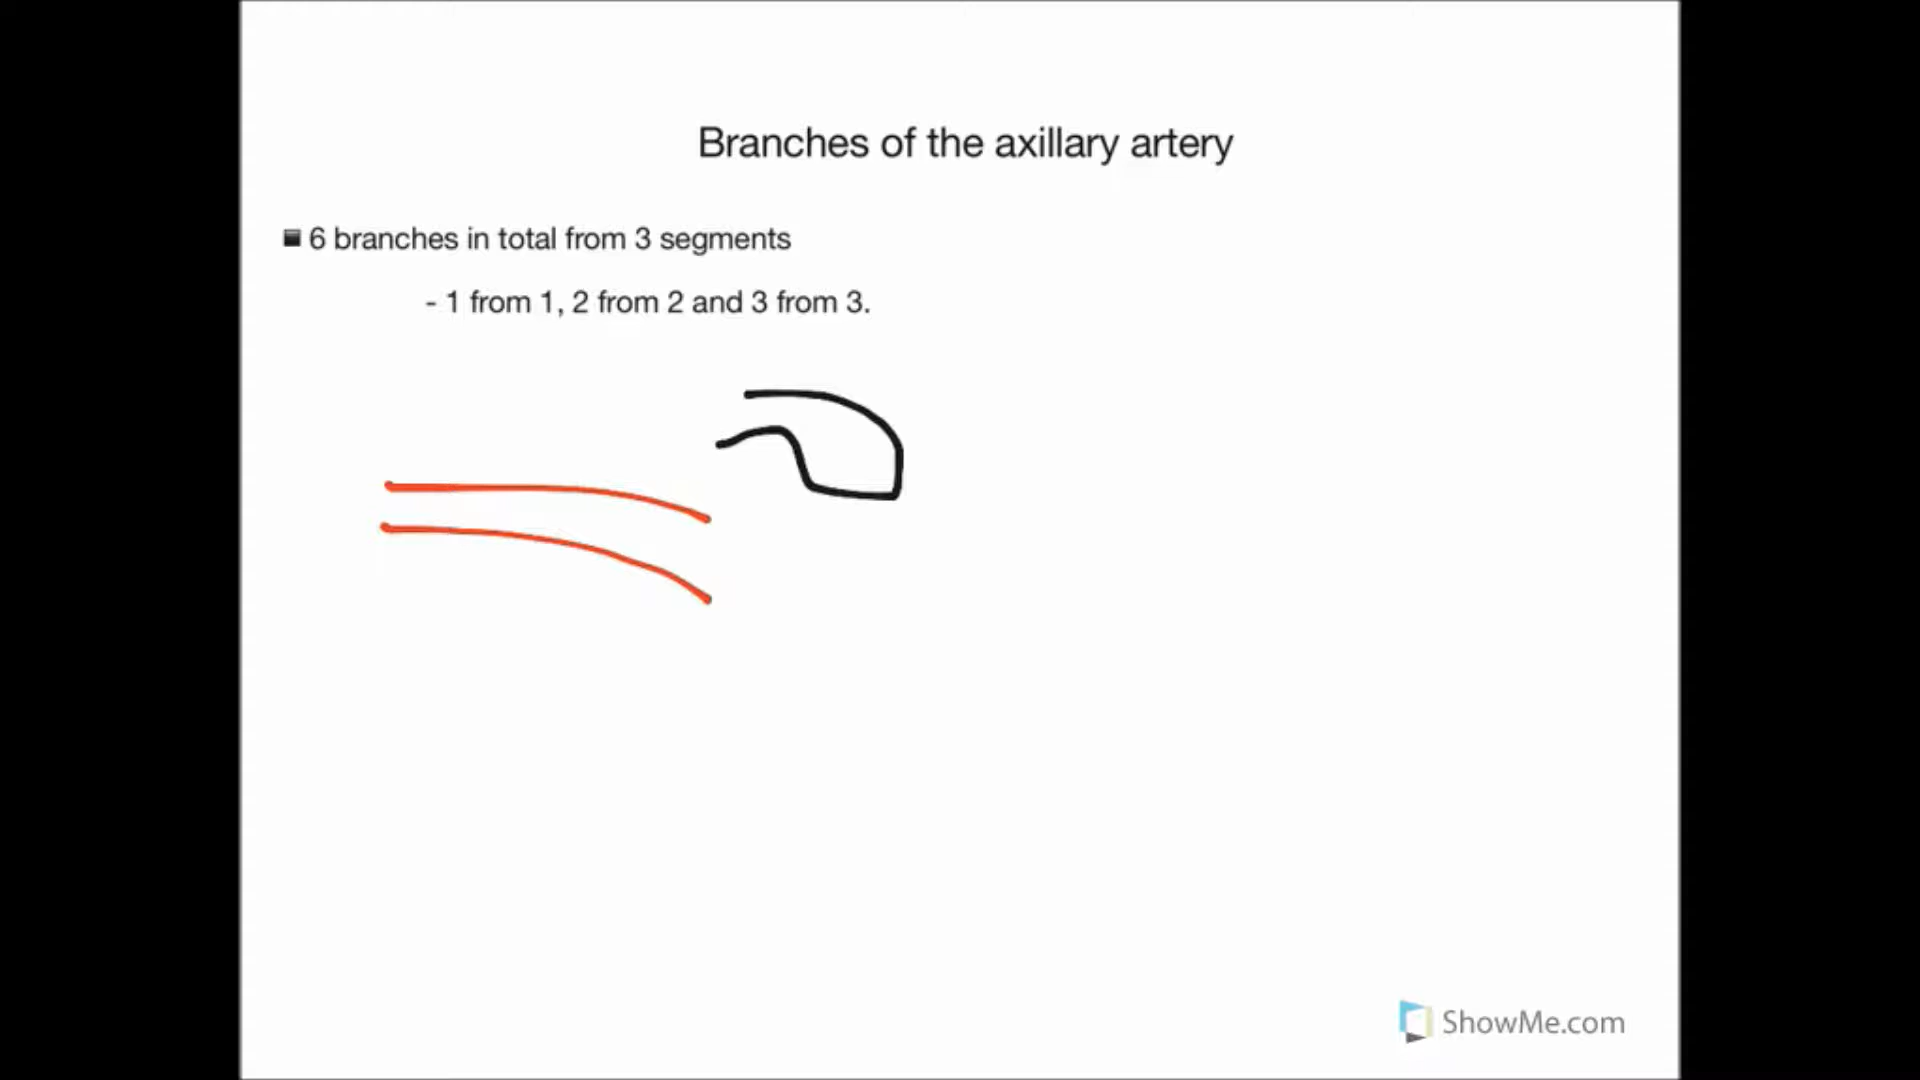 Branches of the axillary artery
■ 6 branches in total from 3 segments
- 1 from 1, 2 from 2 and 3 from 3.
ShowMe.com